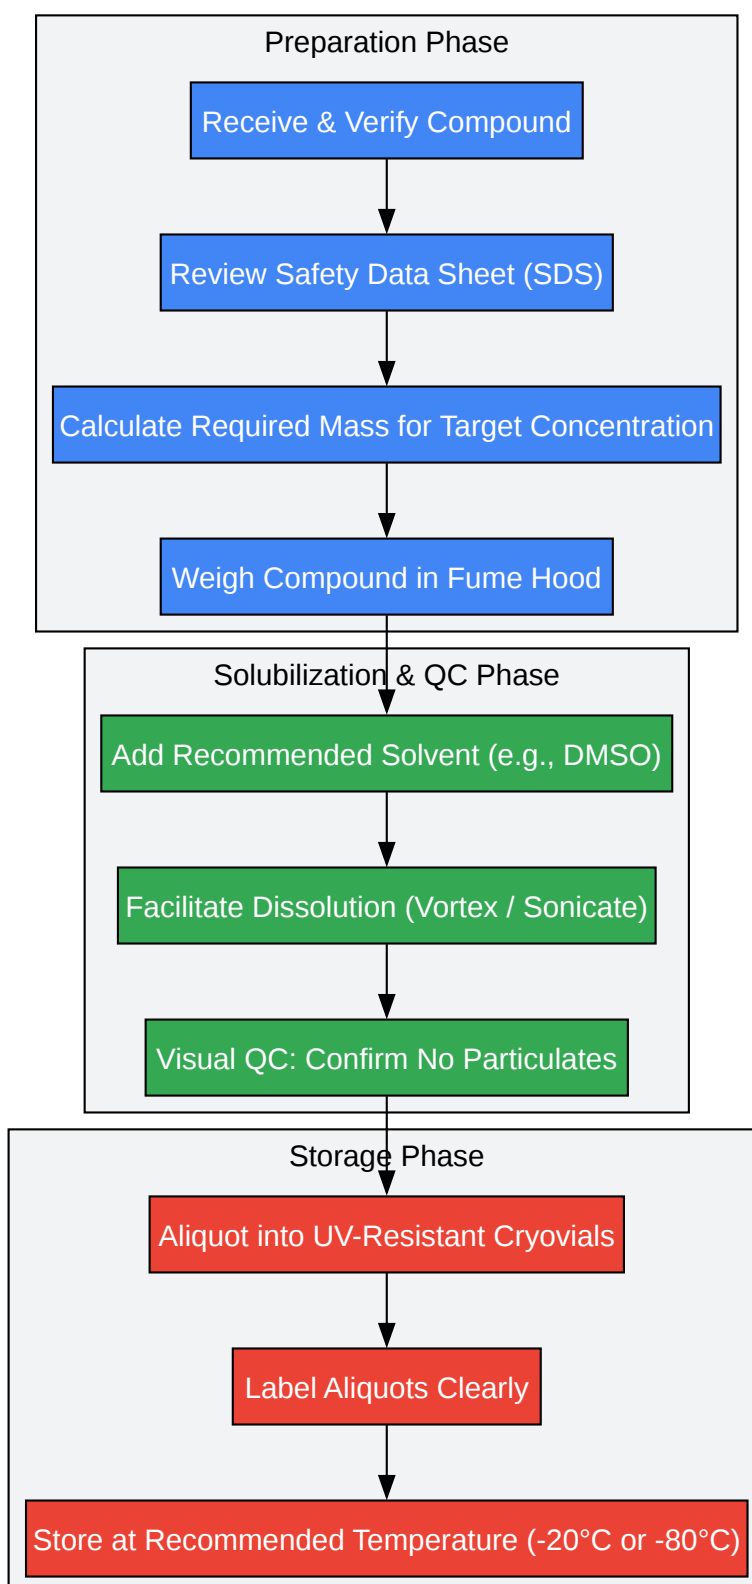 Preparation Phase
Receive & Verify Compound
Review Safety Data Sheet (SDS)
Calculate Required Mass for Target Concentration
Weigh Compound in Fume Hood
Solubilization & QC Phase
Add Recommended Solvent (e.g., DMSO)
Facilitate Dissolution (Vortex / Sonicate)
Visual QC: Confirm No Particulates
Storage Phase
Aliquot into UV-Resistant Cryovials
Label Aliquots Clearly
Store at Recommended Temperature (-20°C or -80°C)